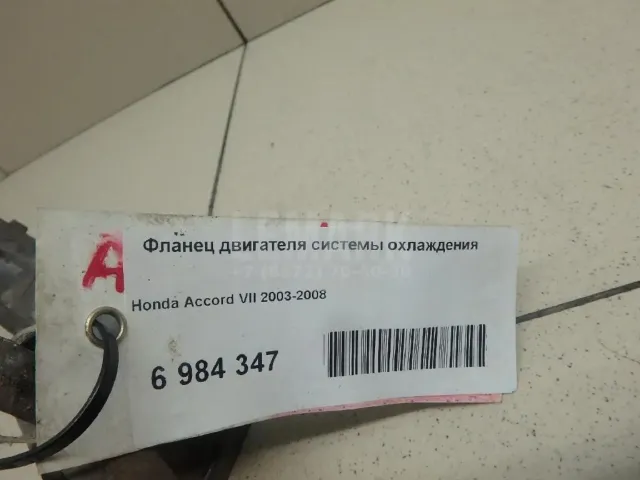 A
Фланец двигателя системы охлаждения
Honda Accord VII 2003-2008
6 984 347